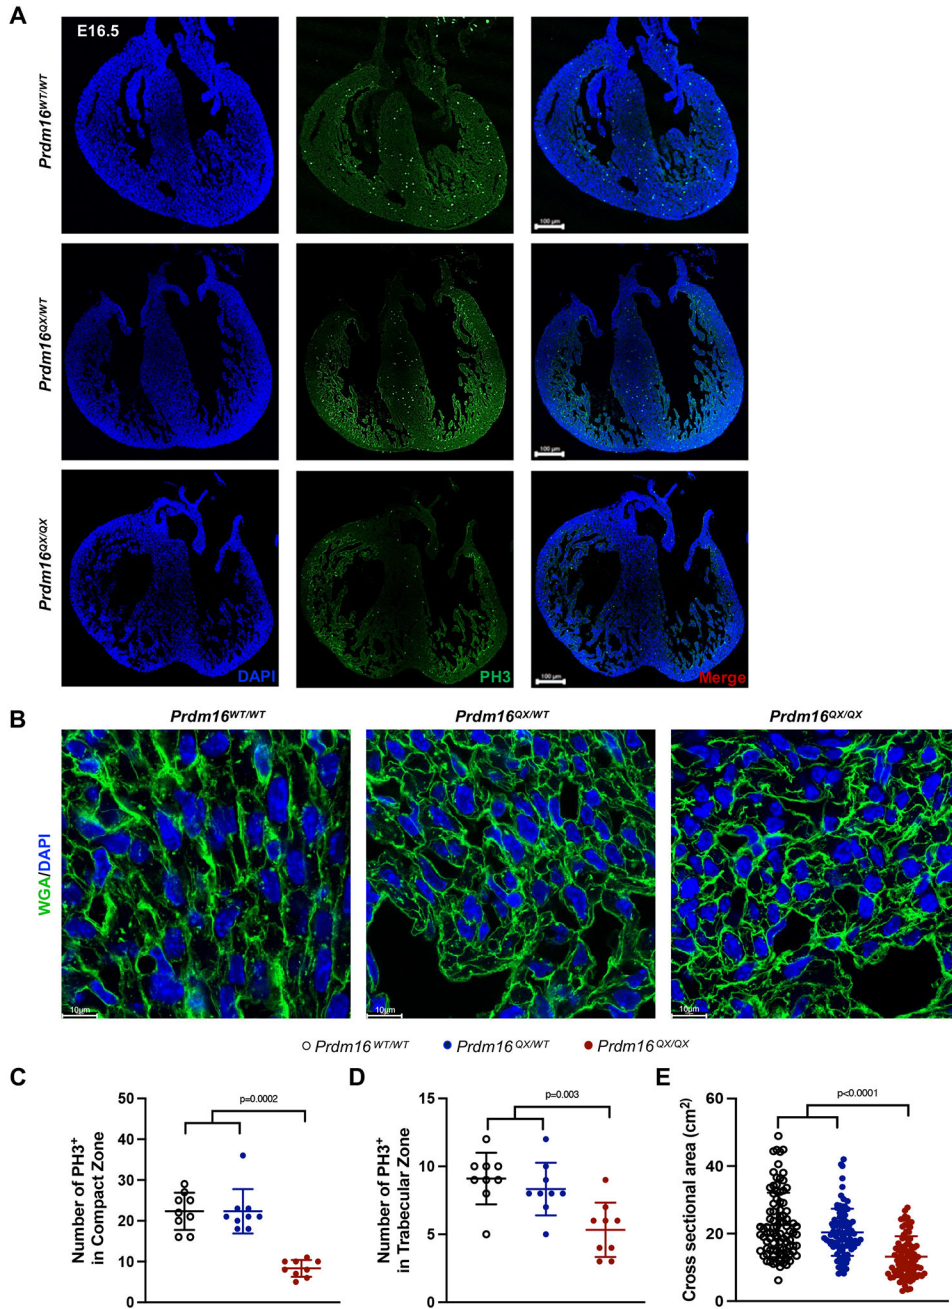 A
E16.5
Prdm16WT/WT
100 µm
Prdm16QX/WT
100 µm
Prdm16QX/QX
DAPI
PH3
100 µm
Merge
B
Prdm16WT/WT
Prdm16QX/WT
Prdm16QX/QX
WGA/DAPI
10µm
10µm
10µm
Prdm16WT/WT
Prdm16QX/WT
Prdm16QX/QX
C
Number of PH3+
in Compact Zone
50
40
30
20
10
0
p=0.0002
D
Number of PH3+
in Trabecular Zone
15
10
5
0
p=0.003
E
Cross sectional area (cm2)
60
40
20
0
p<0.0001